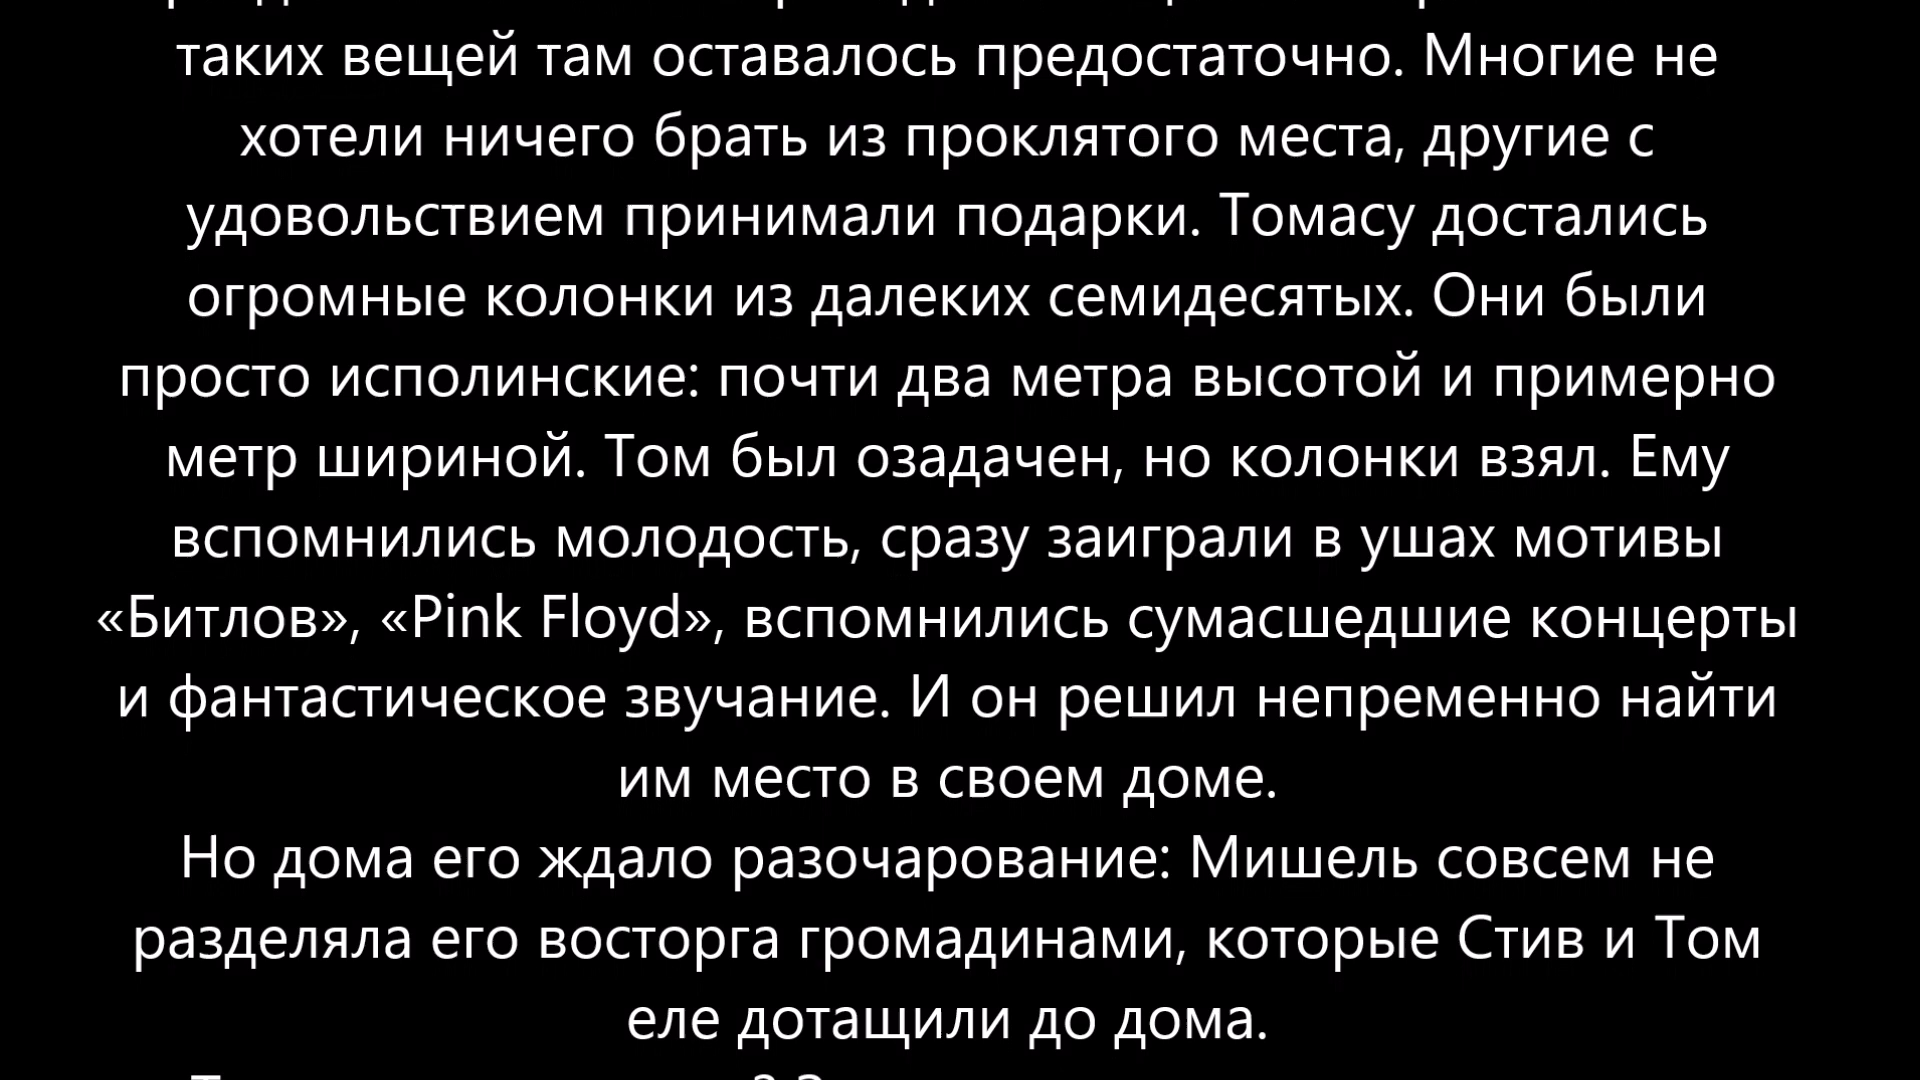 таких вещей там оставалось предостаточно. Многие не
хотели ничего брать из проклятого места, другие с
удовольствием принимали подарки. Томасу достались
огромные колонки из далеких семидесятых. Они были
просто исполинские: почти два метра высотой и примерно
метр шириной. Том был озадачен, но колонки взял. Ему
вспомнились молодость, сразу заиграли в ушах мотивы
«Битлов», «Pink Floyd», вспомнились сумасшедшие концерты
и фантастическое звучание. И он решил непременно найти
им место в своем доме.
Но дома его ждало разочарование: Мишель совсем не
разделяла его восторга громадинами, которые Стив и Том
еле дотащили до дома.